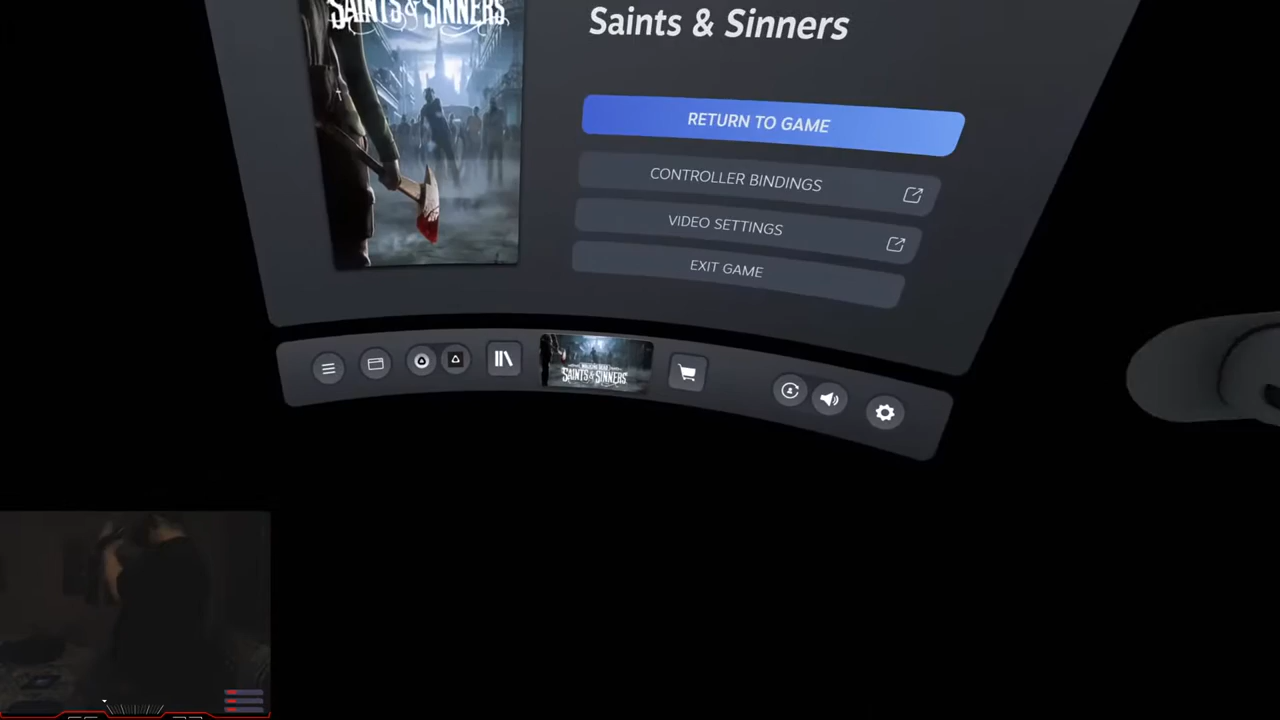 SAINTS & SINNERS
Saints & Sinners
RETURN TO GAME
CONTROLLER BINDINGS
VIDEO SETTINGS
EXIT GAME
SAINTS & SINNERS